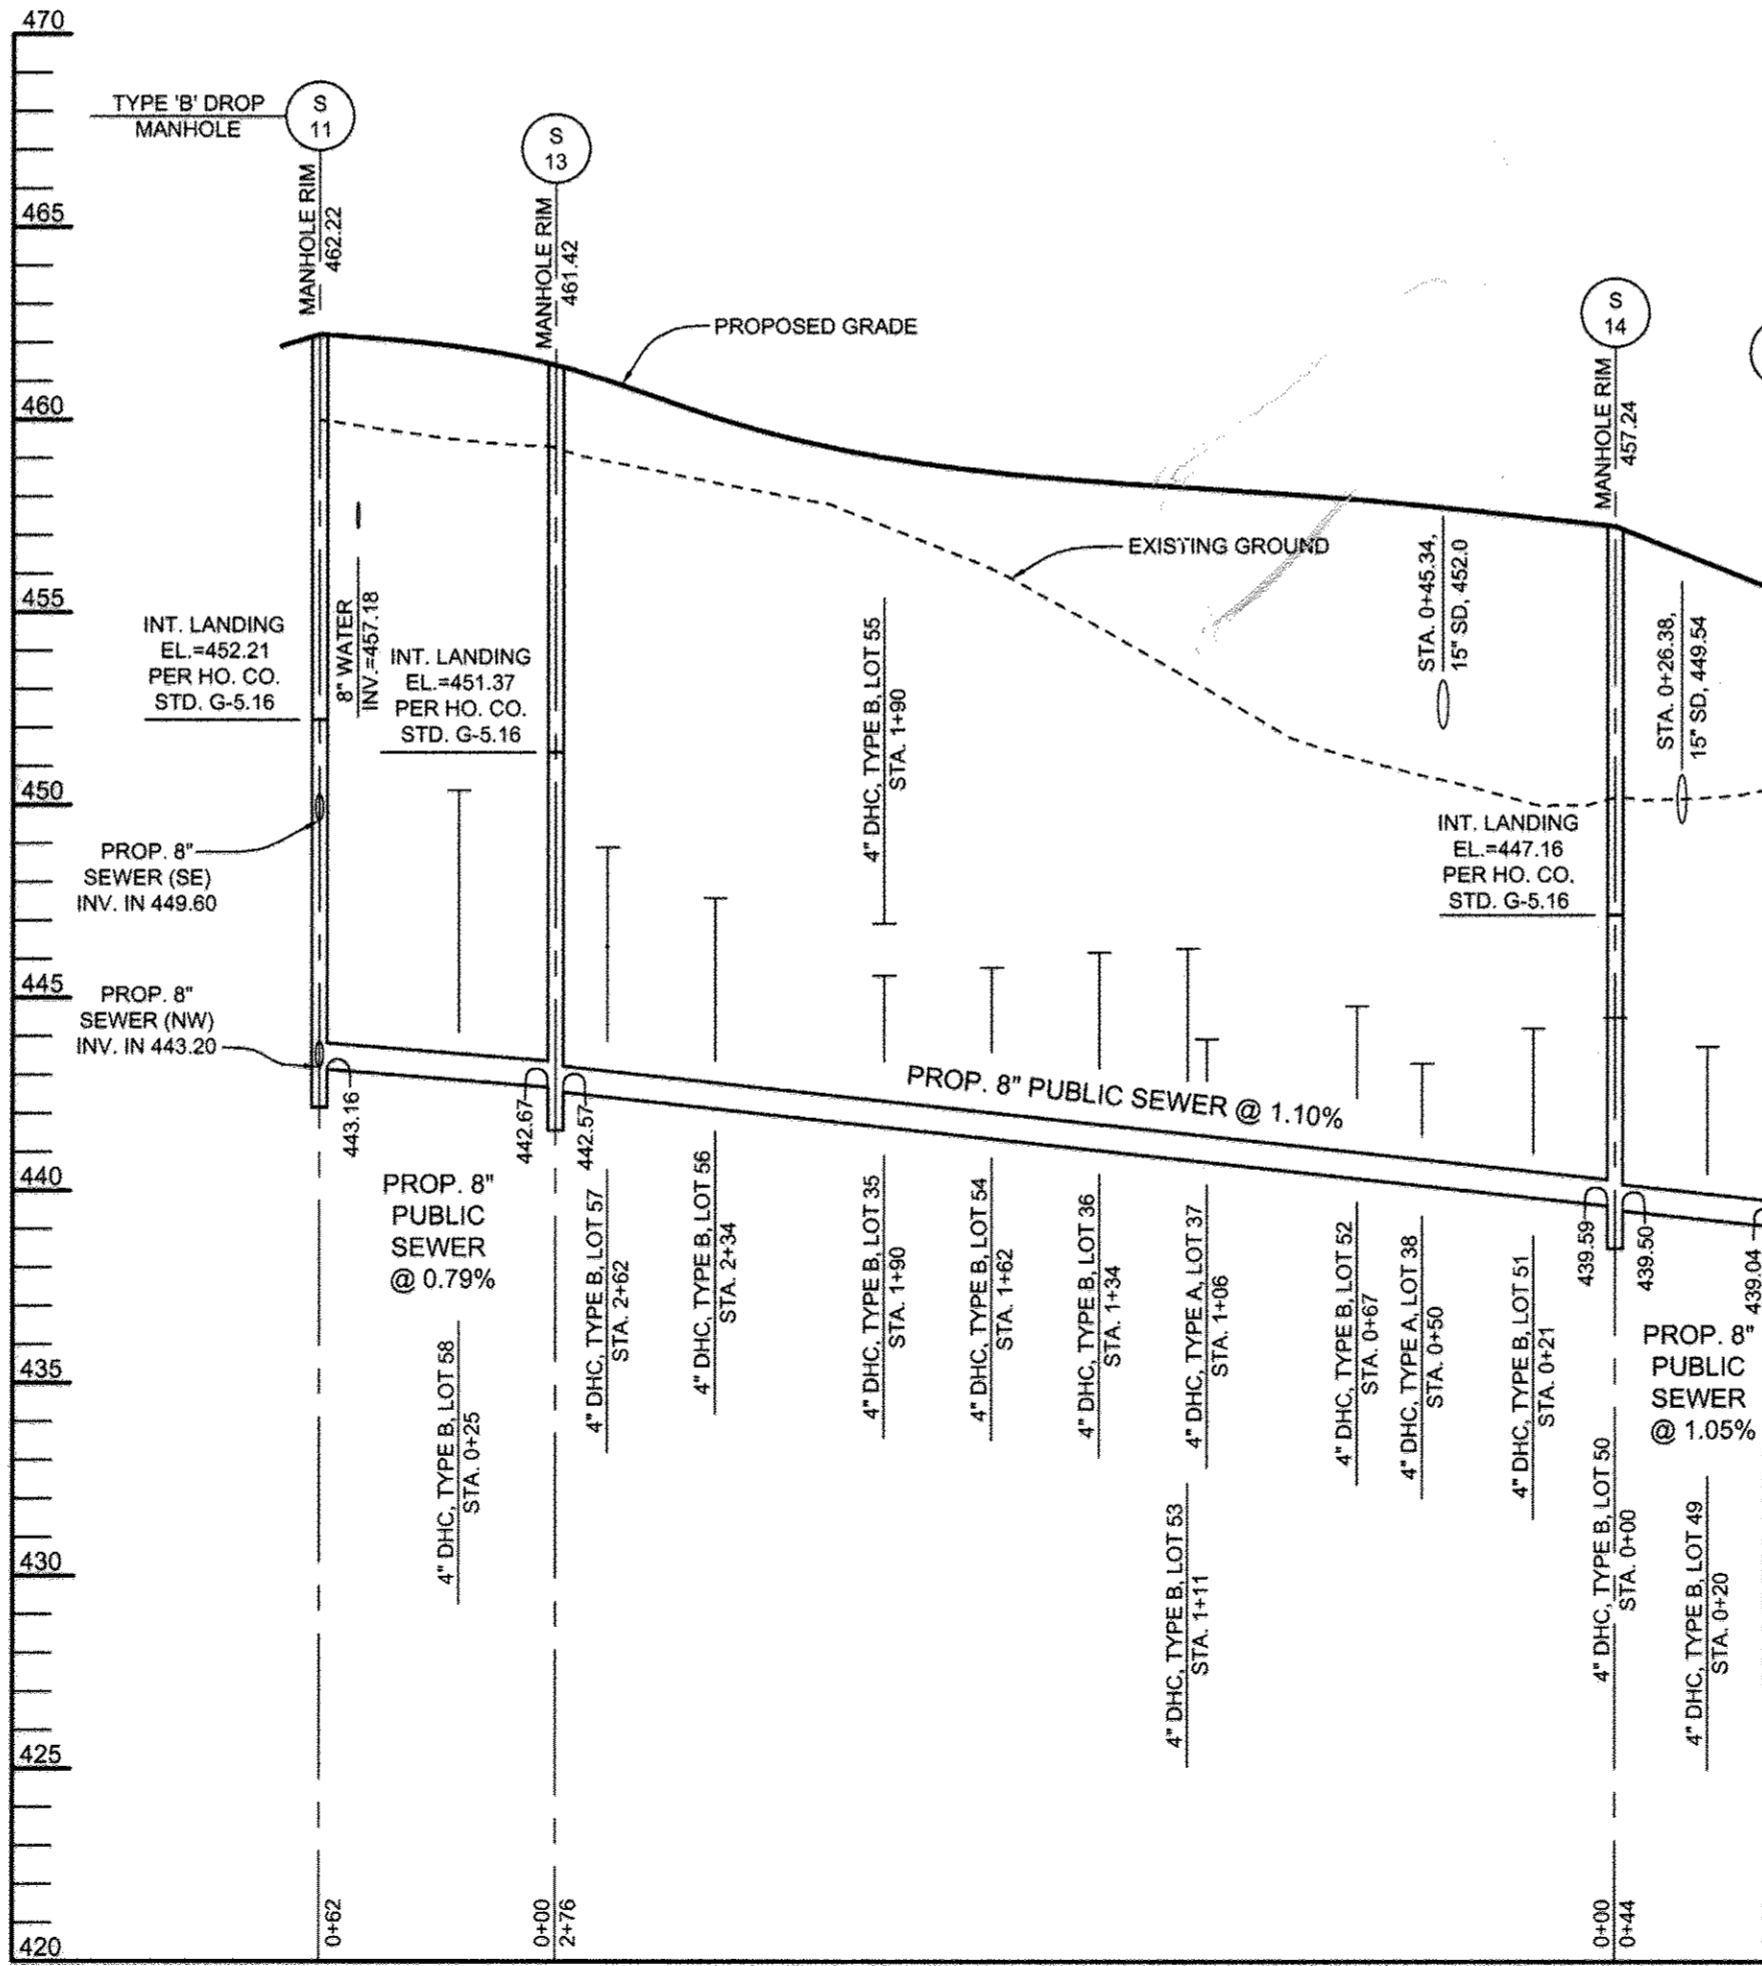 470
465
460
455
450
445
440
435
430
425
420
TYPE 'B' DROP
MANHOLE
S
11
MANHOLE RIM
462.22
S
13
MANHOLE RIM
461.42
PROPOSED GRADE
S
14
MANHOLE RIM
457.24
EXISTING GROUND
STA. 0+45.34,
15" SD, 452.0
STA. 0+26.38,
15" SD, 449.54
INT. LANDING
EL.=452.21
PER HO. CO.
STD. G-5.16
8" WATER
INV.=457.18
INT. LANDING
EL.=451.37
PER HO. CO.
STD. G-5.16
4" DHC, TYPE B, LOT 55
STA. 1+90
INT. LANDING
EL.=447.16
PER HO. CO.
STD. G-5.16
PROP. 8"
SEWER (SE)
INV. IN 449.60
PROP. 8"
SEWER (NW)
INV. IN 443.20
443.16
442.67
442.57
PROP. 8" PUBLIC SEWER @ 1.10%
439.59
439.50
439.04
PROP. 8"
PUBLIC
SEWER
@ 0.79%
4" DHC, TYPE B, LOT 58
STA. 0+25
4" DHC, TYPE B, LOT 57
STA. 2+62
4" DHC, TYPE B, LOT 56
STA. 2+34
4" DHC, TYPE B, LOT 35
STA. 1+90
4" DHC, TYPE B, LOT 54
STA. 1+62
4" DHC, TYPE B, LOT 36
STA. 1+34
4" DHC, TYPE A, LOT 37
STA. 1+06
4" DHC, TYPE B, LOT 53
STA. 1+11
4" DHC, TYPE B, LOT 52
STA. 0+67
4" DHC, TYPE A, LOT 38
STA. 0+50
4" DHC, TYPE B, LOT 51
STA. 0+21
4" DHC, TYPE B, LOT 50
STA. 0+00
PROP. 8"
PUBLIC
SEWER
@ 1.05%
4" DHC, TYPE B, LOT 49
STA. 0+20
0+62
0+00
2+76
0+00
0+44